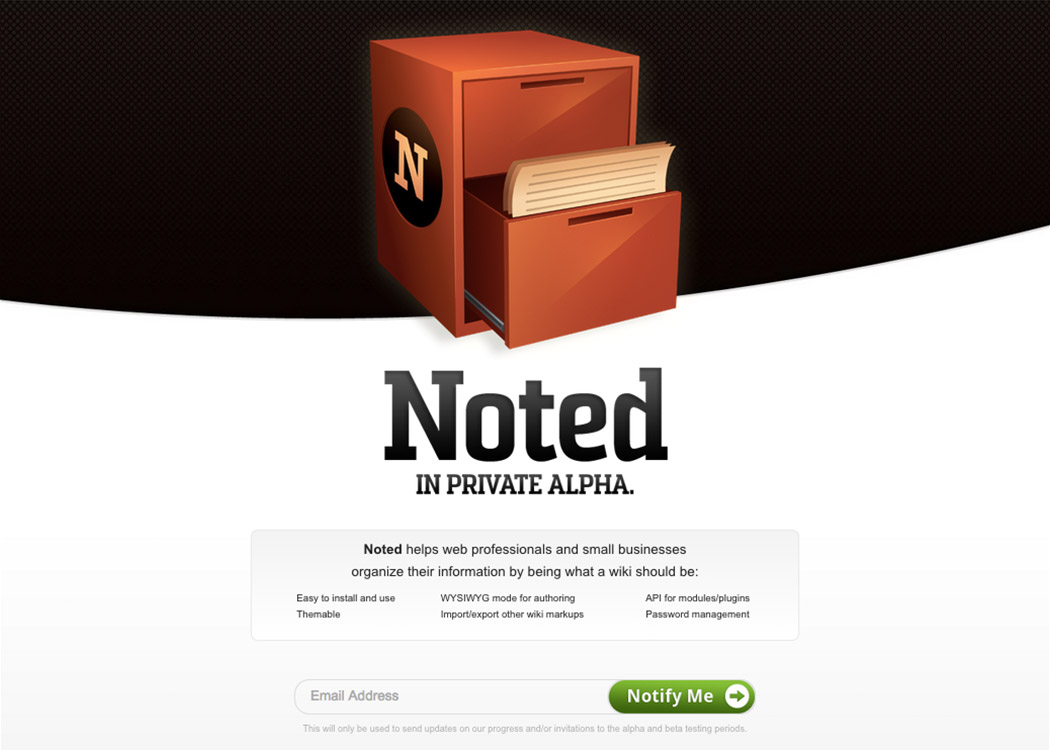 N
Noted
IN PRIVATE ALPHA.
Noted helps web professionals and small businesses
organize their information by being what a wiki should be:
Easy to install and use WYSIWYG mode for authoring API for modules/plugins
Themable Import/export other wiki markups Password management
Email Address Notify Me
This will only be used to send updates on our progress and/or invitations to the alpha and beta testing periods.